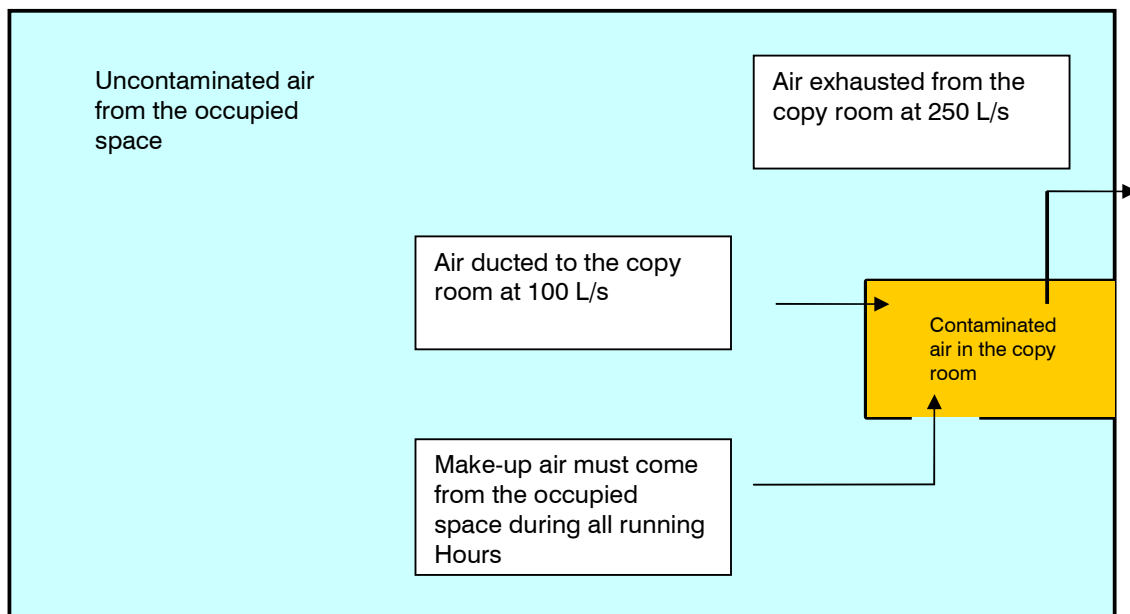 Uncontaminated air
from the occupied
space
Air exhausted from the
copy room at 250 L/s
Air ducted to the copy
room at 100 L/s
Contaminated
air in the copy
room
Make-up air must come
from the occupied
space during all running
Hours